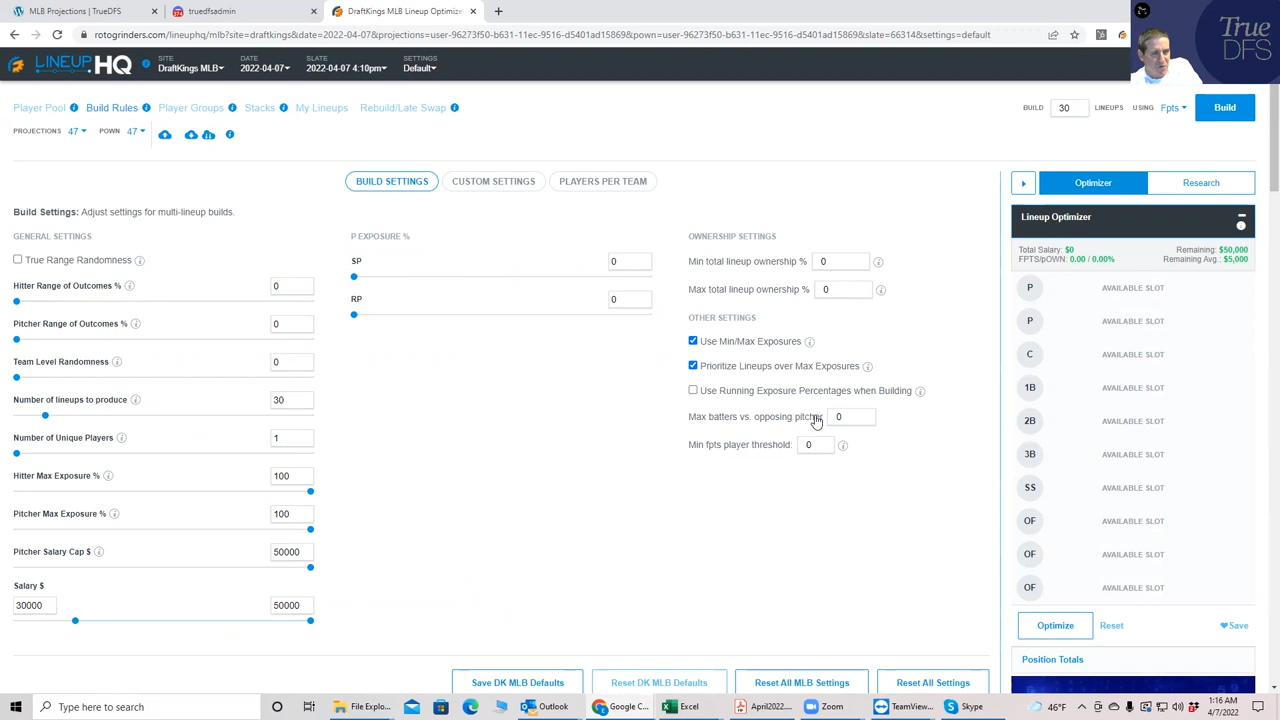 MLB Projections | TrueDFS
truedfsadmin
DraftKings MLB Lineup Optimize
rotogrinders.com/lineuphq/mlb?site=draftkings&date=2022-04-07&projections=user-96273f50-b631-11ec-9516-d5401ad15869&pown=user-96273f50-b631-11ec-9516-d5401ad15869&slate=66314&settings=default
True
DFS
LINEUP HQ
SITE
DraftKings MLB
DATE
2022-04-07
SLATE
2022-04-07 4:10pm
SETTINGS
Default
Player Pool
Build Rules
Player Groups
Stacks
My Lineups
Rebuild/Late Swap
BUILD 30 LINEUPS USING Fpts
Build
PROJECTIONS 47 POWN 47
BUILD SETTINGS
CUSTOM SETTINGS
PLAYERS PER TEAM
Optimizer
Research
Build Settings: Adjust settings for multi-lineup builds.
GENERAL SETTINGS
True Range Randomness
Hitter Range of Outcomes % 0
Pitcher Range of Outcomes % 0
Team Level Randomness 0
Number of lineups to produce 30
Number of Unique Players 1
Hitter Max Exposure % 100
Pitcher Max Exposure % 100
Pitcher Salary Cap $ 50000
Salary $
30000 50000
P EXPOSURE %
SP 0
RP 0
OWNERSHIP SETTINGS
Min total lineup ownership % 0
Max total lineup ownership % 0
OTHER SETTINGS
Use Min/Max Exposures
Prioritize Lineups over Max Exposures
Use Running Exposure Percentages when Building
Max batters vs. opposing pitcher 0
Min fpts player threshold: 0
Lineup Optimizer
Total Salary: $0 Remaining: $50,000
FPTS/pOWN: 0.00 / 0.00% Remaining Avg.: $5,000
P AVAILABLE SLOT
P AVAILABLE SLOT
C AVAILABLE SLOT
1B AVAILABLE SLOT
2B AVAILABLE SLOT
3B AVAILABLE SLOT
SS AVAILABLE SLOT
OF AVAILABLE SLOT
OF AVAILABLE SLOT
OF AVAILABLE SLOT
Optimize
Reset
Save
Position Totals
Save DK MLB Defaults
Reset DK MLB Defaults
Reset All MLB Settings
Reset All Settings
Type here to search
File Explo...
Outlook
Google C...
Excel
April2022....
Zoom
TeamView...
Skype
46°F
1:16 AM
4/7/2022